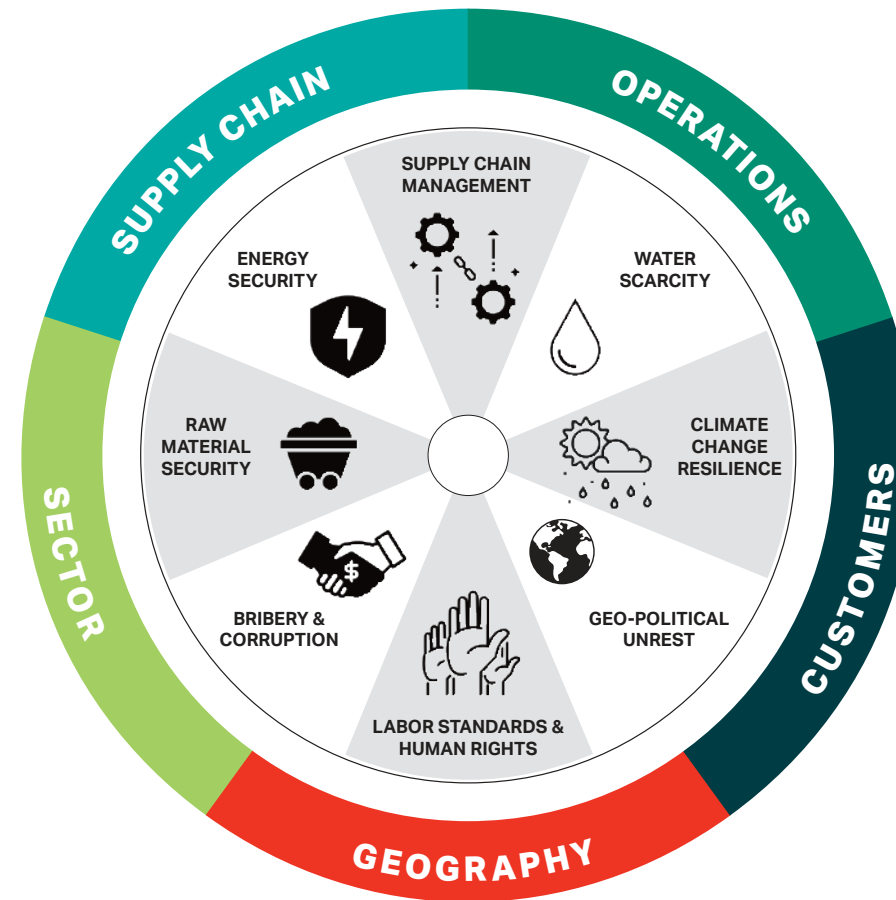 SUPPLY CHAIN
OPERATIONS
CUSTOMERS
GEOGRAPHY
SECTOR
SUPPLY CHAIN
MANAGEMENT
WATER
SCARCITY
CLIMATE
CHANGE
RESILIENCE
GEO-POLITICAL
UNREST
LABOR STANDARDS &
HUMAN RIGHTS
BRIBERY &
CORRUPTION
$
RAW
MATERIAL
SECURITY
ENERGY
SECURITY